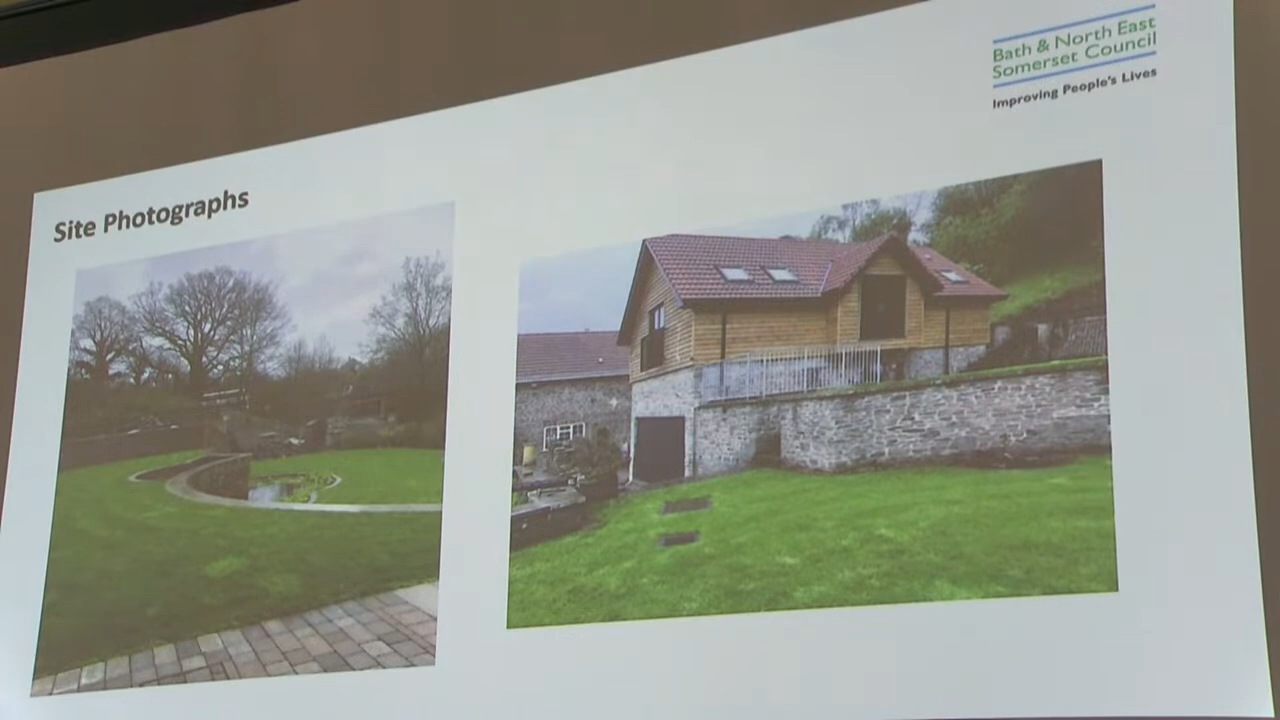 Bath & North East
Somerset Council
Improving People's Lives
Site Photographs